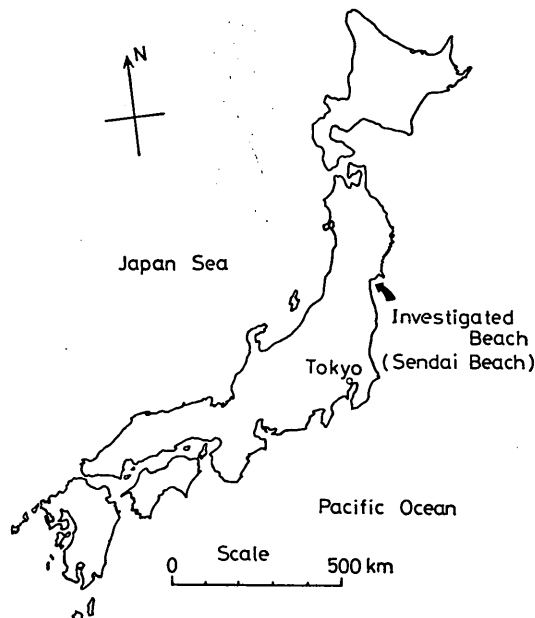 N
Japan Sea
Investigated
Beach
(Sendai Beach)
Tokyo
Pacific Ocean
Scale
0 500 km